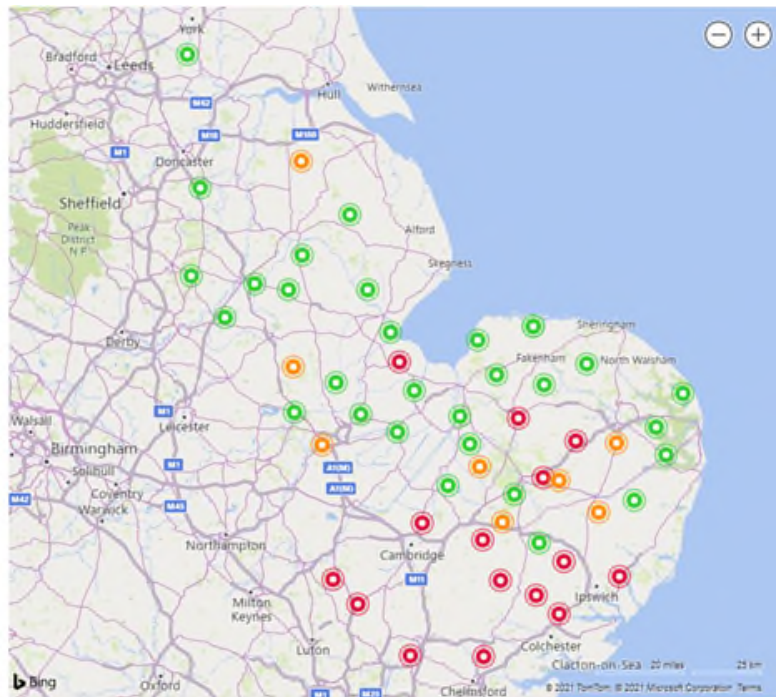 York
Bradford
Leeds
Hull
Withernsea
M62
Huddersfield
M18
M180
M1
Doncaster
Sheffield
Peak
District
N.P.
Alford
Skegness
Derby
Sheringham
Fakenham
North Walsham
M1
Walsall
Leicester
Birmingham
Solihull
M1
A1(M)
Coventry
A1(M)
M42
Warwick
M45
Northampton
Cambridge
M11
Milton
Keynes
Ipswich
Luton
Colchester
Clacton-on-Sea
20 miles
25 km
Bing
Oxford
M1
M25
Chelmsford
© 2021 TomTom, © 2021 Microsoft Corporation Terms